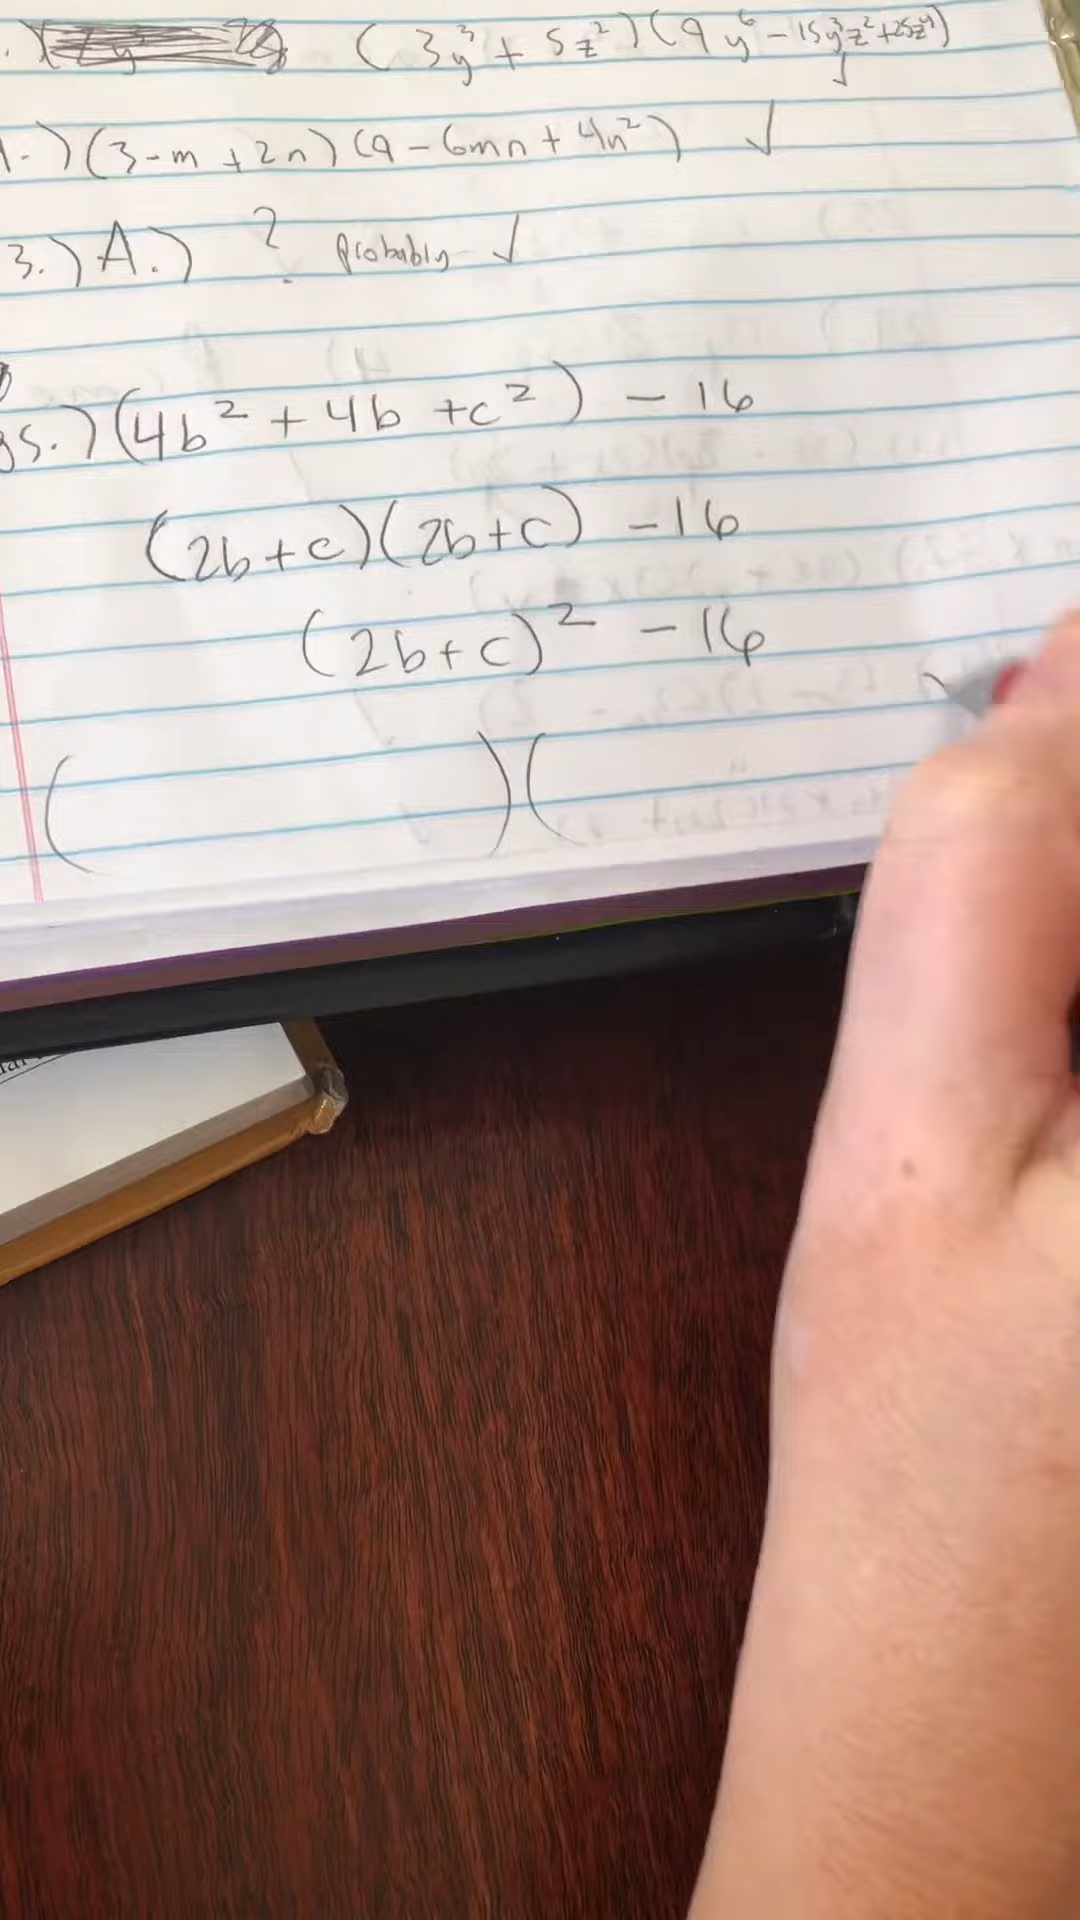 (3y³ + 5z²)(9y⁶ - 15y³z² + 25z⁴) ✓
.) (3-m + 2n)(9 - 6mn + 4n²) ✓
3.) A.) ? probably ✓
35.) (4b² + 4b + c²) - 16
(2b+c)(2b+c) - 16
(2b+c)² - 16
( )(